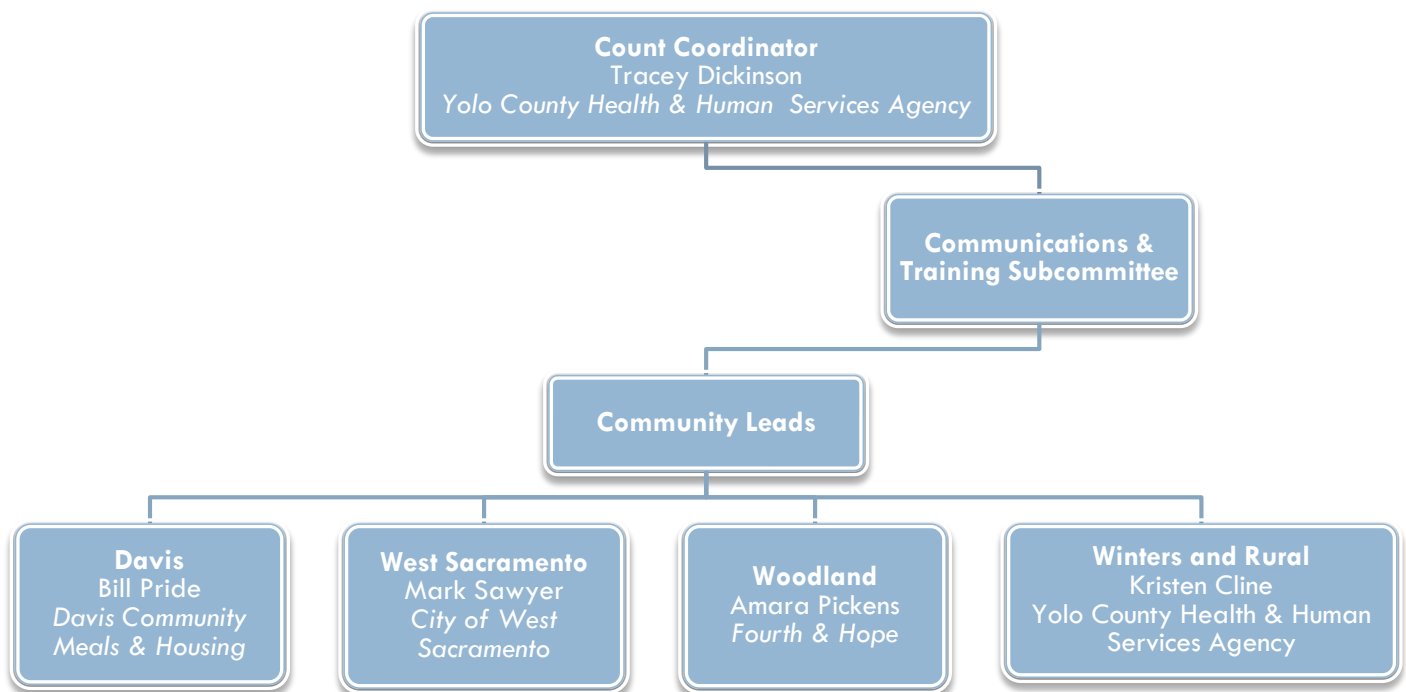 Count Coordinator
Tracey Dickinson
Yolo County Health & Human Services Agency
Communications &
Training Subcommittee
Community Leads
Davis
Bill Pride
Davis Community
Meals & Housing
West Sacramento
Mark Sawyer
City of West
Sacramento
Woodland
Amara Pickens
Fourth & Hope
Winters and Rural
Kristen Cline
Yolo County Health & Human
Services Agency